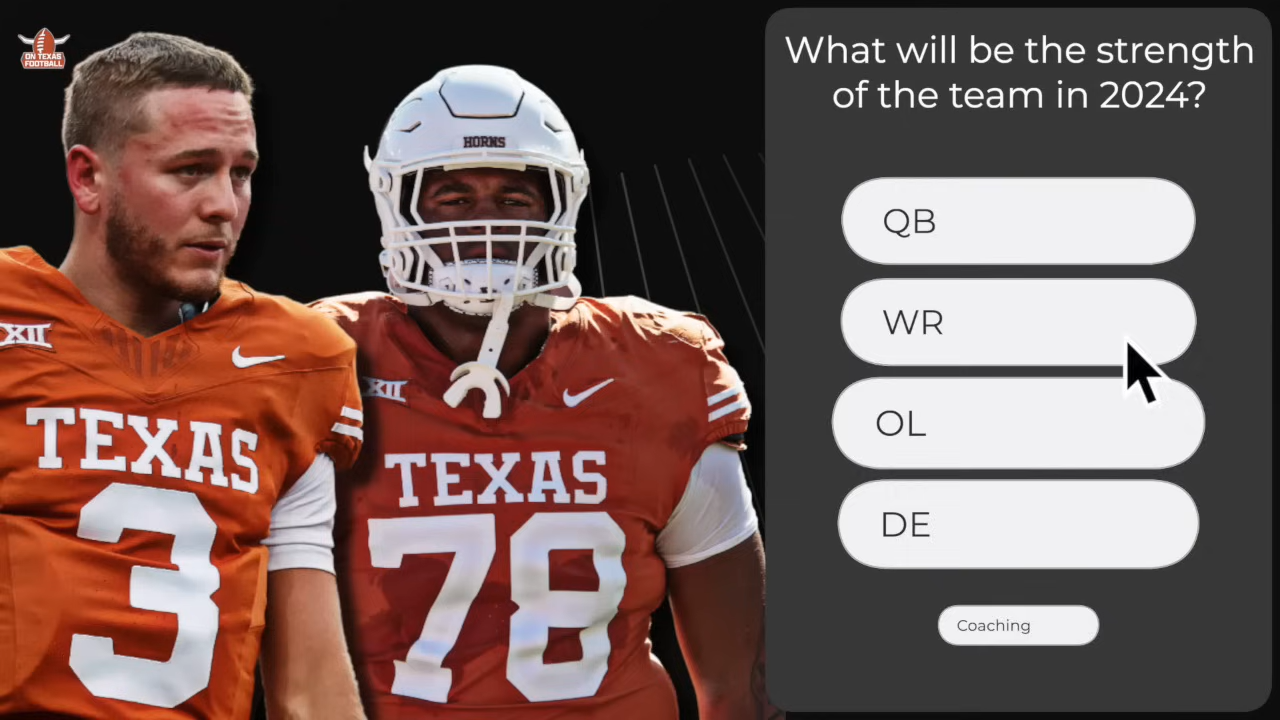 ON TEXAS
FOOTBALL
What will be the strength
of the team in 2024?
QB
WR
OL
DE
Coaching
HORNS
XII
TEXAS
3
XII
TEXAS
78